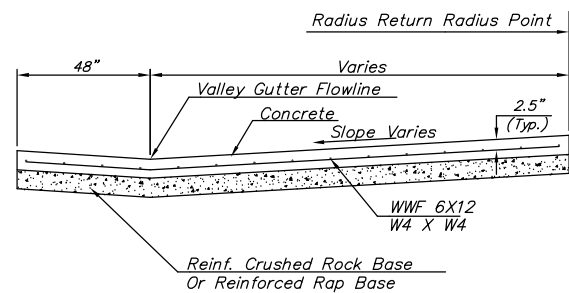 Radius Return Radius Point
48"
Varies
Valley Gutter Flowline
Concrete
2.5"
(Typ.)
Slope Varies
WWF 6X12
W4 X W4
Reinf. Crushed Rock Base
Or Reinforced Rap Base